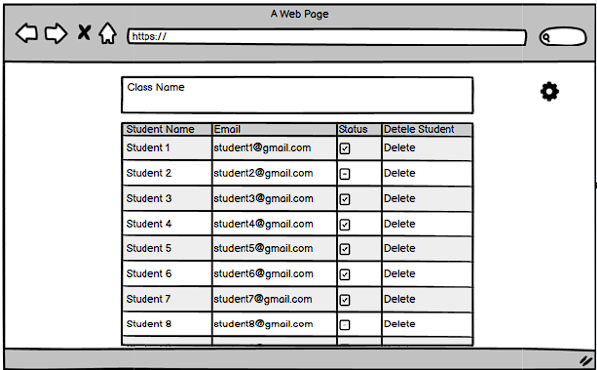 A Web Page
https://
Class Name
Student Name Email Status Detele Student
Student 1 student1@gmail.com Delete
Student 2 student2@gmail.com Delete
Student 3 student3@gmail.com Delete
Student 4 student4@gmail.com Delete
Student 5 student5@gmail.com Delete
Student 6 student6@gmail.com Delete
Student 7 student7@gmail.com Delete
Student 8 student8@gmail.com Delete